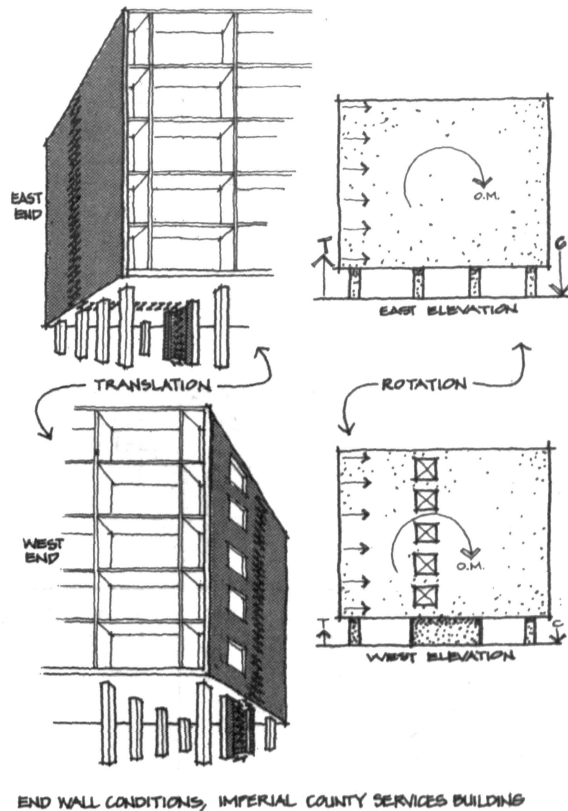 EAST
END
O.M.
T
C
EAST ELEVATION
TRANSLATION
ROTATION
WEST
END
O.M.
T
C
WEST ELEVATION
END WALL CONDITIONS, IMPERIAL COUNTY SERVICES BUILDING